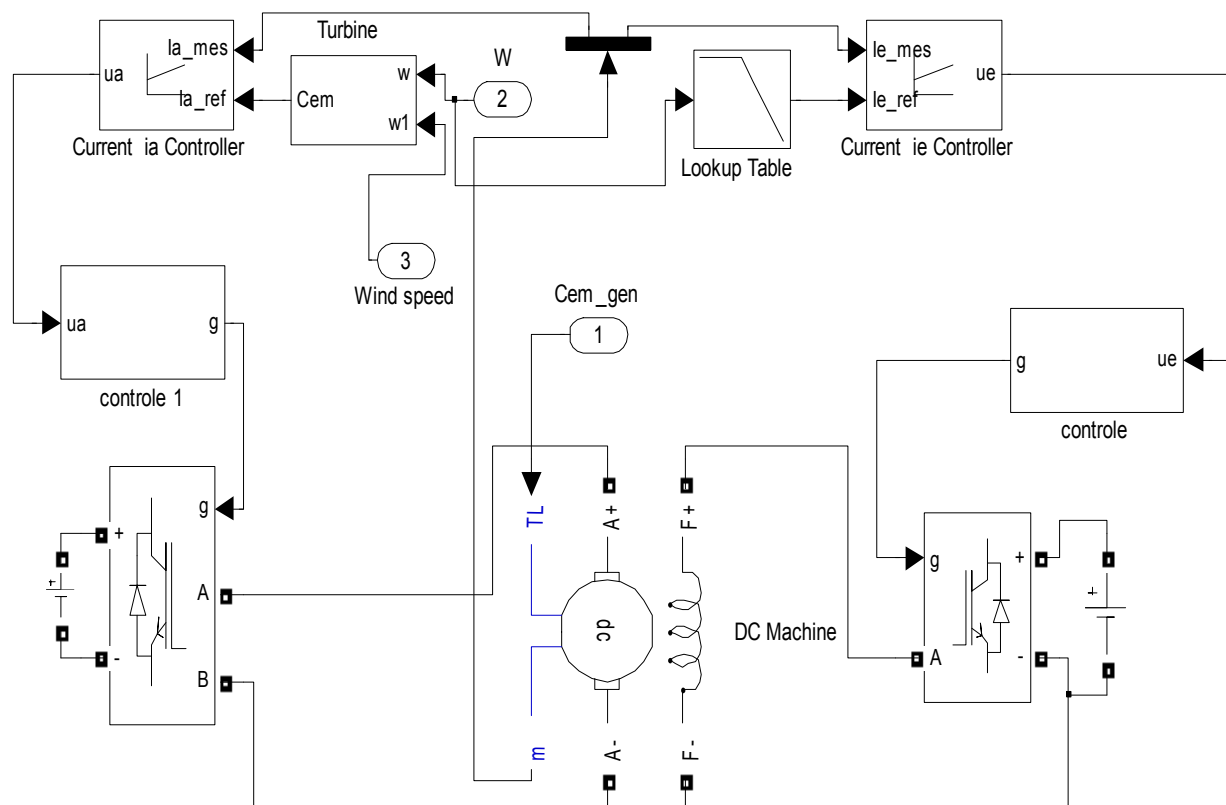 Ia_mes
Turbine
Ie_mes
W
ua
w
2
ue
Ia_ref
Cem
Ie_ref
w1
Current ia Controller
Lookup Table
Current ie Controller
3
Wind speed
Cem_gen
1
ua
g
g
ue
controle 1
controle
g
TL
A+
F+
+
g
+
+
+
A
dc
DC Machine
-
A
-
B
m
A-
F-